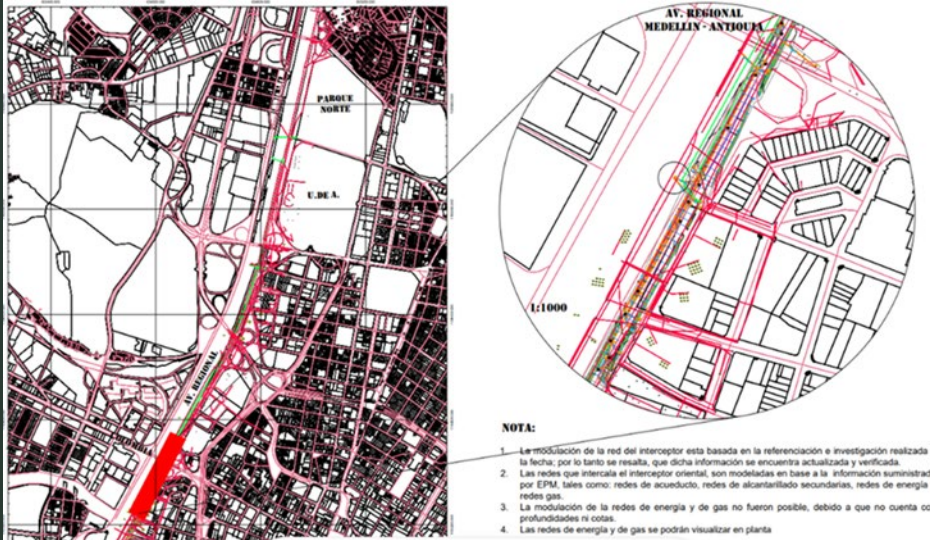 PARQUE
NORTE
U.DE A.
AV. REGIONAL
AV. REGIONAL
MEDELLIN - ANTIOQUIA
1:1000
NOTA:
1. La modulación de la red del interceptor esta basada en la referenciación e investigación realizada
la fecha; por lo tanto se resalta, que dicha información se encuentra actualizada y verificada.
2. Las redes que intercala el interceptor oriental, son modeladas en base a la información suministrad
por EPM, tales como: redes de acueducto, redes de alcantarillado secundarias, redes de energía
redes gas.
3. La modulación de la redes de energía y de gas no fueron posible, debido a que no cuenta co
profundidades ni cotas.
4. Las redes de energía y de gas se podrán visualizar en planta